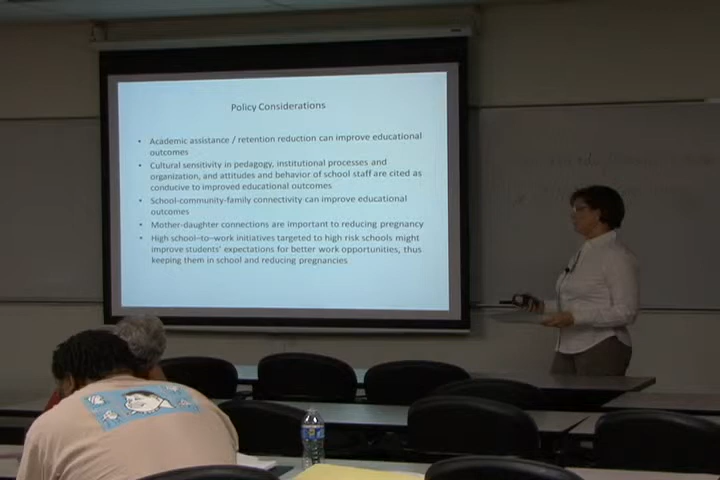 Policy Considerations
• Academic assistance / retention reduction can improve educational
outcomes
• Cultural sensitivity in pedagogy, institutional processes and
organization, and attitudes and behavior of school staff are cited as
conducive to improved educational outcomes
• School-community-family connectivity can improve educational
outcomes
• Mother-daughter connections are important to reducing pregnancy
• High school–to–work initiatives targeted to high risk schools might
improve students' expectations for better work opportunities, thus
keeping them in school and reducing pregnancies